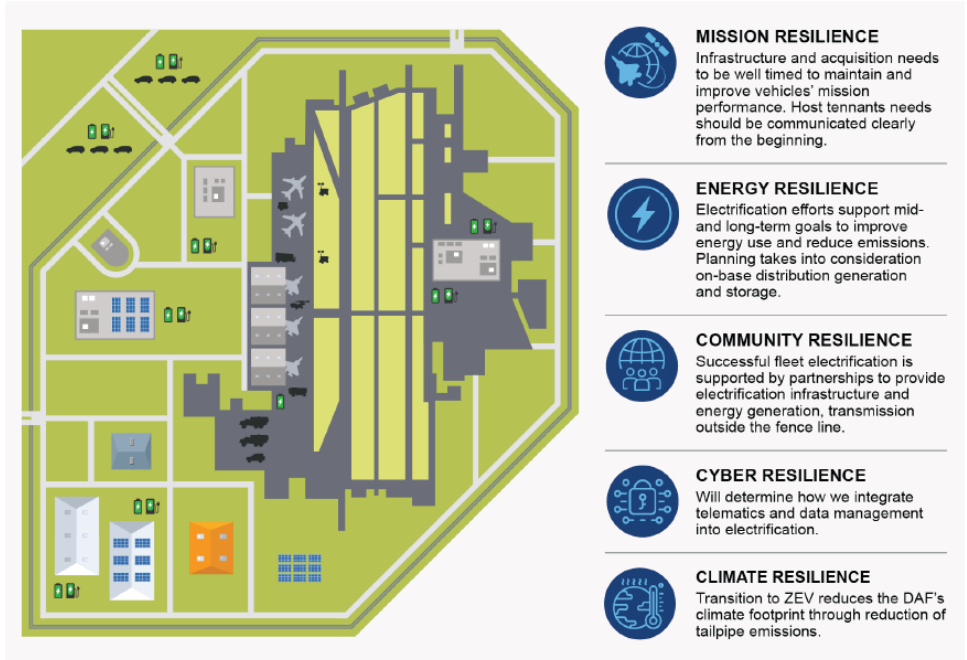 MISSION RESILIENCE
Infrastructure and acquisition needs
to be well timed to maintain and
improve vehicles' mission
performance. Host tennants needs
should be communicated clearly
from the beginning.
ENERGY RESILIENCE
Electrification efforts support mid-
and long-term goals to improve
energy use and reduce emissions.
Planning takes into consideration
on-base distribution generation
and storage.
COMMUNITY RESILIENCE
Successful fleet electrification is
supported by partnerships to provide
electrification infrastructure and
energy generation, transmission
outside the fence line.
CYBER RESILIENCE
Will determine how we integrate
telematics and data management
into electrification.
CLIMATE RESILIENCE
Transition to ZEV reduces the DAF's
climate footprint through reduction of
tailpipe emissions.